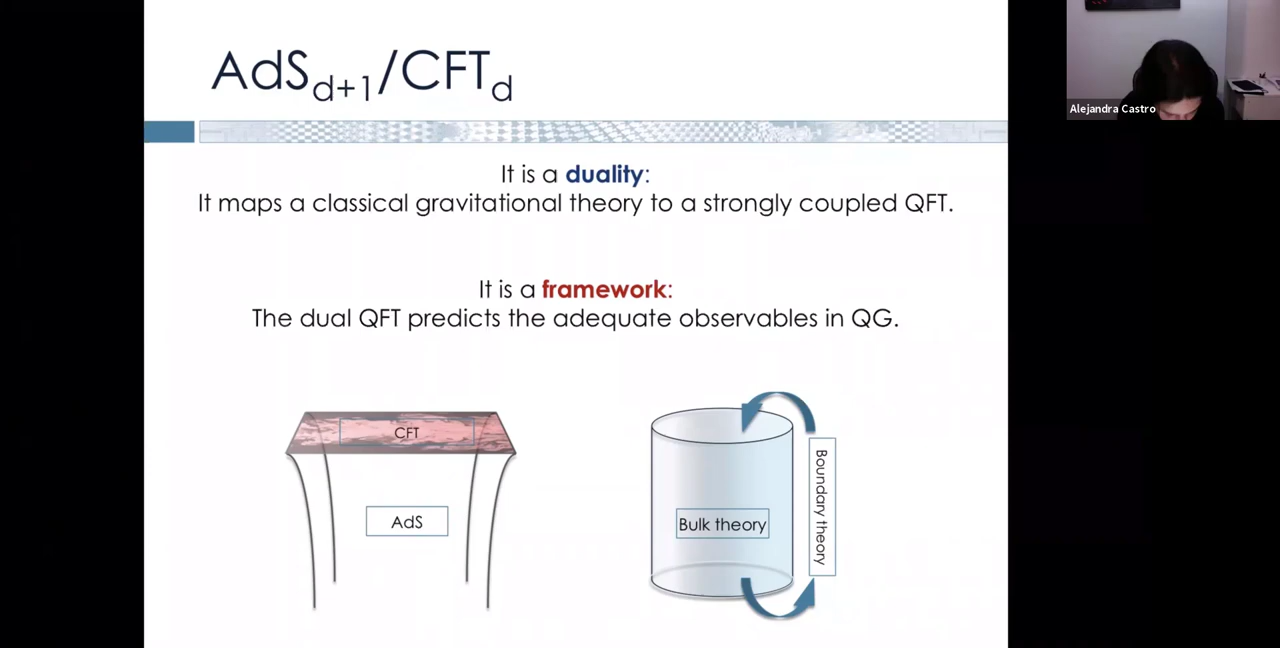 AdS_{d+1}/CFT_d
Alejandra Castro
It is a duality:
It maps a classical gravitational theory to a strongly coupled QFT.
It is a framework:
The dual QFT predicts the adequate observables in QG.
CFT
AdS
Bulk theory
Boundary theory